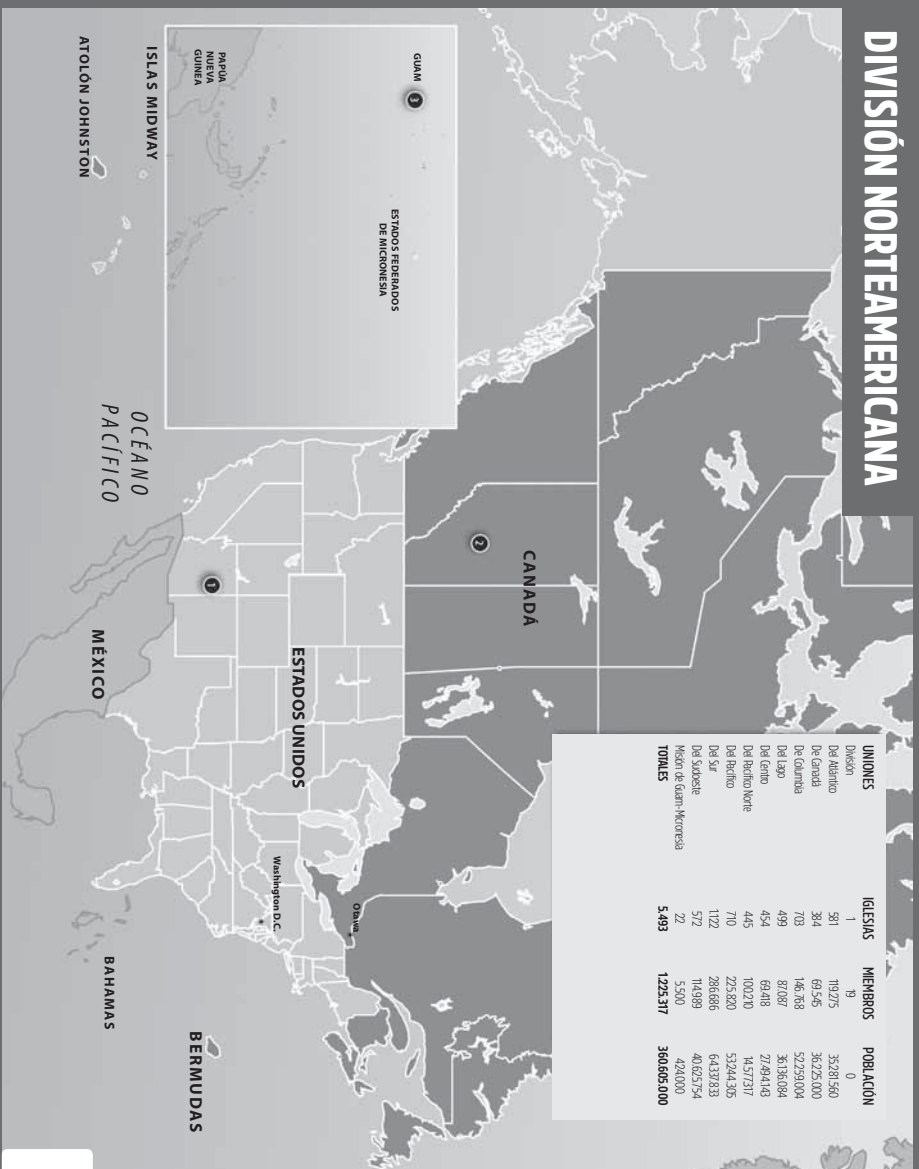 DIVISIÓN NORTEAMERICANA
UNIONES IGLESIAS MIEMBROS POBLACIÓN
División 1 19 0
Del Atlántico 581 119.275 35.281.560
De Canadá 384 69.545 36.225.000
De Columbia 703 146.768 52.259.004
Del Lago 499 87.087 36.136.084
Del Centro 454 69.418 27.494.143
Del Pacífico Norte 445 100.210 14.577.317
Del Pacífico 710 225.820 53.244.305
Del Sur 1.122 286.686 64.337.833
Del Sudoeste 572 114.989 40.625.754
Misión de Guam-Micronesia 22 5.500 424.000
TOTALES 5.493 1.225.317 360.605.000
GUAM
3
ESTADOS FEDERADOS
DE MICRONESIA
PAPÚA
NUEVA
GUINEA
ISLAS MIDWAY
ATOLÓN JOHNSTON
OCÉANO
PACÍFICO
CANADÁ
2
Otawa
ESTADOS UNIDOS
1
Washington D.C.
MÉXICO
BAHAMAS
BERMUDAS